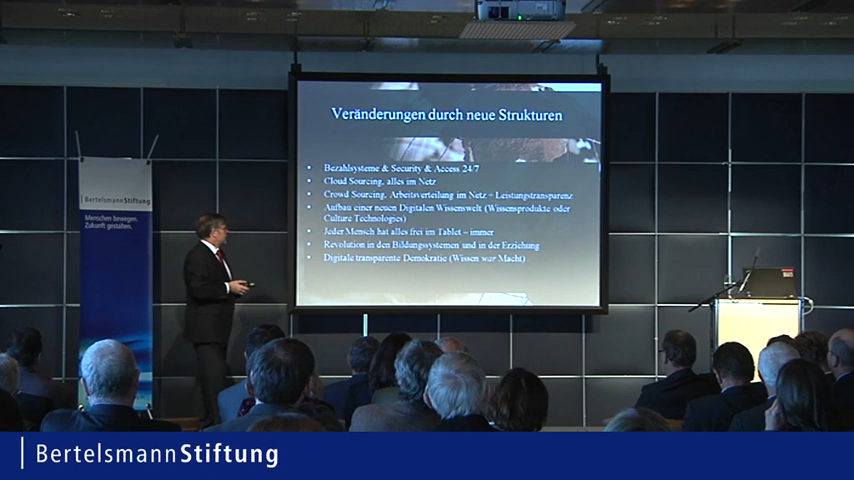 Veränderungen durch neue Strukturen
• Bezahlsysteme & Security & Access 24/7
• Cloud Sourcing, alles im Netz
• Crowd Sourcing, Arbeitsverteilung im Netz + Leistungstransparenz
• Aufbau einer neuen Digitalen Wissenswelt (Wissensprodukte oder
Culture Technologies)
• Jeder Mensch hat alles frei im Tablet – immer
• Revolution in den Bildungssystemen und in der Erziehung
• Digitale transparente Demokratie (Wissen war Macht)
BertelsmannStiftung
Menschen bewegen.
Zukunft gestalten.
BertelsmannStiftung